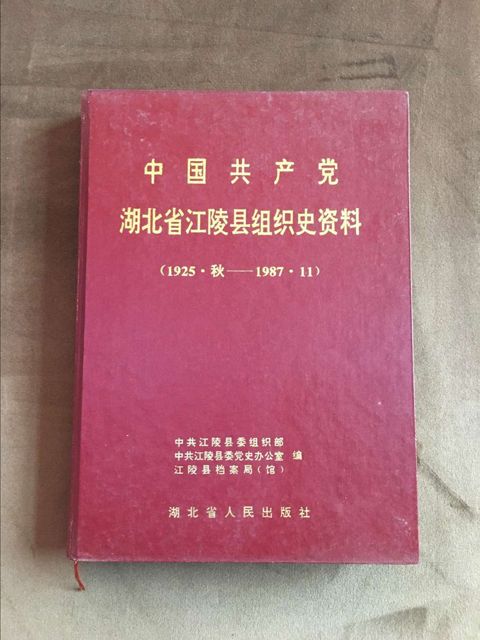 中国共产党
湖北省江陵县组织史资料
(1925·秋——1987·11)
中共江陵县委组织部
中共江陵县委党史办公室 编
江陵县档案局(馆)
湖北省人民出版社